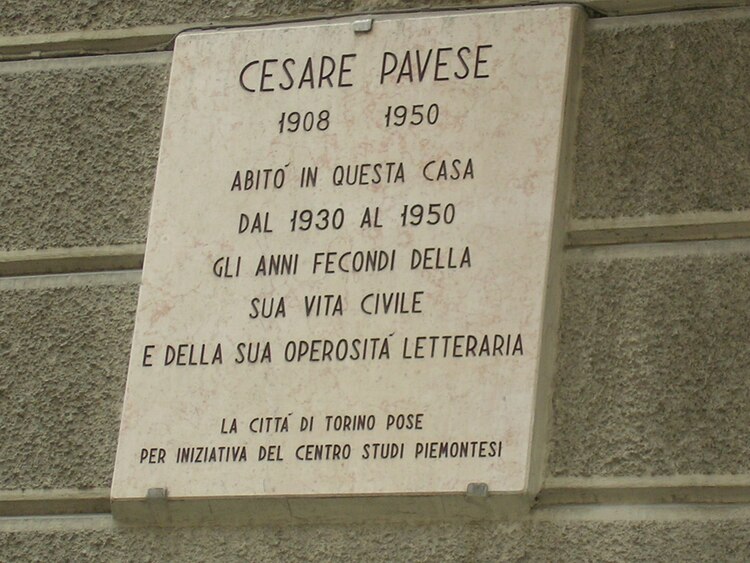 CESARE PAVESE
1908 1950
ABITÒ IN QUESTA CASA
DAL 1930 AL 1950
GLI ANNI FECONDI DELLA
SUA VITA CIVILE
E DELLA SUA OPEROSITÀ LETTERARIA
LA CITTÀ DI TORINO POSE
PER INIZIATIVA DEL CENTRO STUDI PIEMONTESI